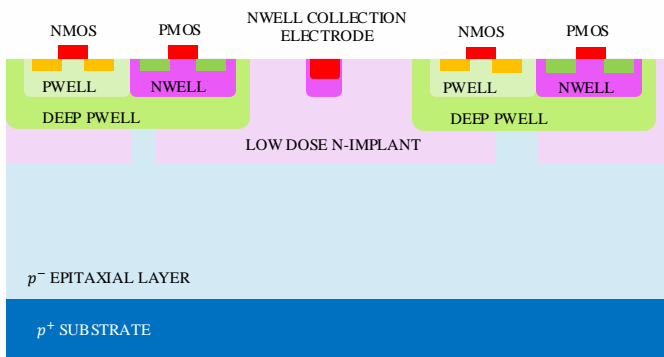 NWELL COLLECTION
ELECTRODE
NMOS PMOS NMOS PMOS
PWELL NWELL PWELL NWELL
DEEP PWELL DEEP PWELL
LOW DOSE N-IMPLANT
p⁻ EPITAXIAL LAYER
p⁺ SUBSTRATE